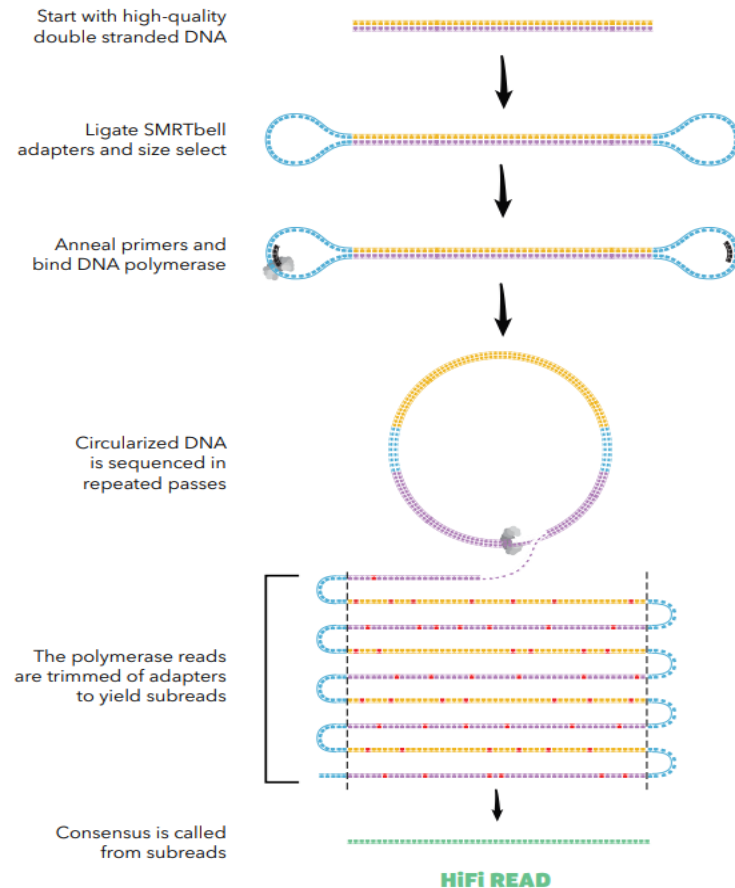 Start with high-quality
double stranded DNA
Ligate SMRTbell
adapters and size select
Anneal primers and
bind DNA polymerase
Circularized DNA
is sequenced in
repeated passes
The polymerase reads
are trimmed of adapters
to yield subreads
Consensus is called
from subreads
HiFi READ